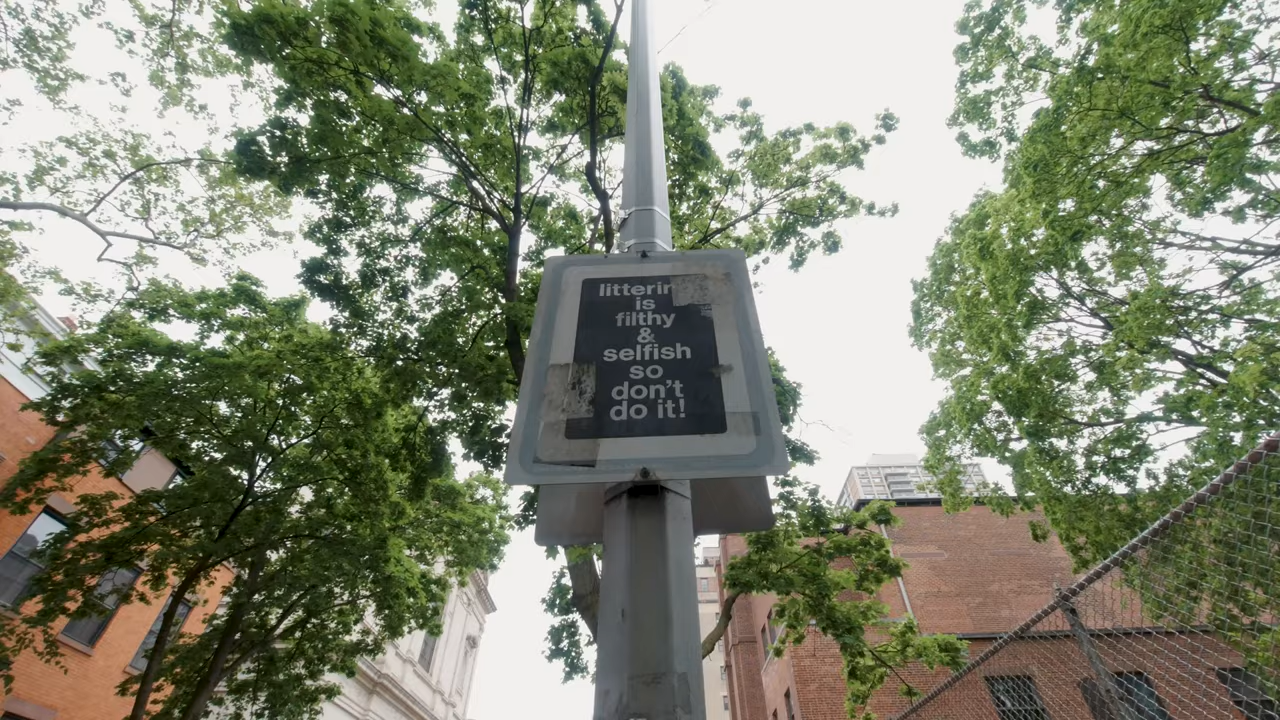 litterin
is
filthy
&
selfish
so
don't
do it!